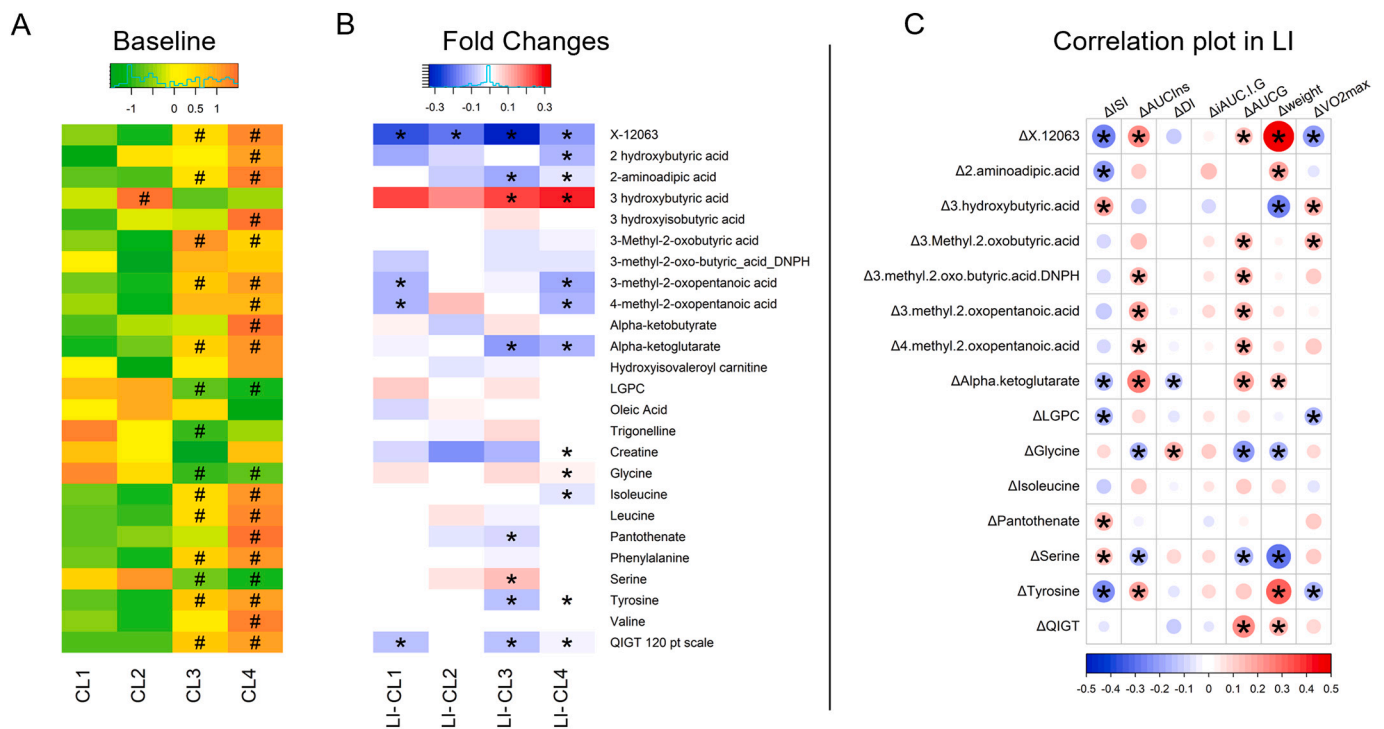 A
Baseline
-1 0 0.5 1
# #
#
# #
#
#
# #
# #
#
#
# #
# #
#
# #
# #
# #
#
# #
# #
# #
#
# #
CL1 CL2 CL3 CL4
B
Fold Changes
-0.3 -0.1 0.1 0.3
* * * * X-12063
* 2 hydroxybutyric acid
* * 2-aminoadipic acid
* * 3 hydroxybutyric acid
3 hydroxyisobutyric acid
3-Methyl-2-oxobutyric acid
3-methyl-2-oxo-butyric_acid_DNPH
* * 3-methyl-2-oxopentanoic acid
* * 4-methyl-2-oxopentanoic acid
Alpha-ketobutyrate
* * Alpha-ketoglutarate
Hydroxyisovaleroyl carnitine
LGPC
Oleic Acid
Trigonelline
* Creatine
* Glycine
* Isoleucine
Leucine
* Pantothenate
Phenylalanine
* Serine
* * Tyrosine
Valine
* * * QIGT 120 pt scale
LI- CL1 LI- CL2 LI- CL3 LI- CL4
C
Correlation plot in LI
ΔISI ΔAUCIns ΔDI ΔiAUC.I.G ΔAUCG Δweight ΔVO2max
ΔX.12063 * * * * *
Δ2.aminoadipic.acid * *
Δ3.hydroxybutyric.acid * * *
Δ3.Methyl.2.oxobutyric.acid * *
Δ3.methyl.2.oxo.butyric.acid.DNPH * *
Δ3.methyl.2.oxopentanoic.acid * *
Δ4.methyl.2.oxopentanoic.acid * *
ΔAlpha.ketoglutarate * * * * *
ΔLGPC * *
ΔGlycine * * * *
ΔIsoleucine
ΔPantothenate *
ΔSerine * * * *
ΔTyrosine * * * *
ΔQIGT * *
-0.5 -0.4 -0.3 -0.2 -0.1 0 0.1 0.2 0.3 0.4 0.5